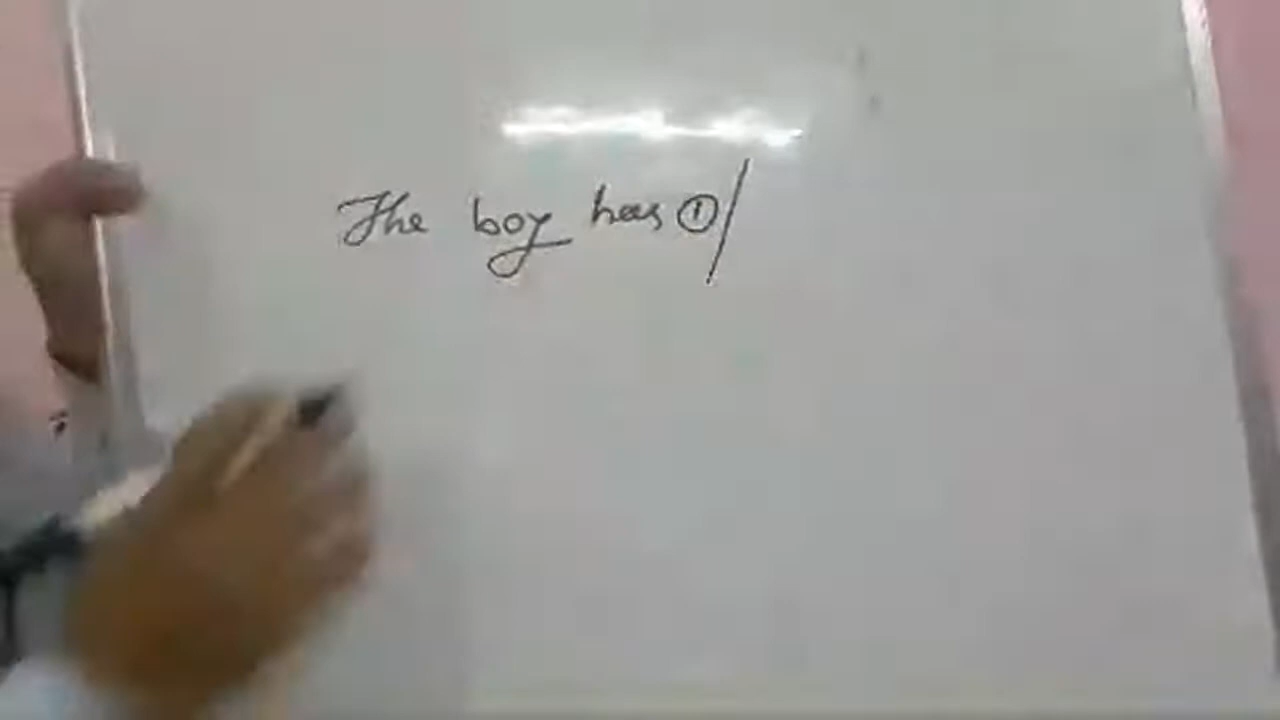 The boy has ①/